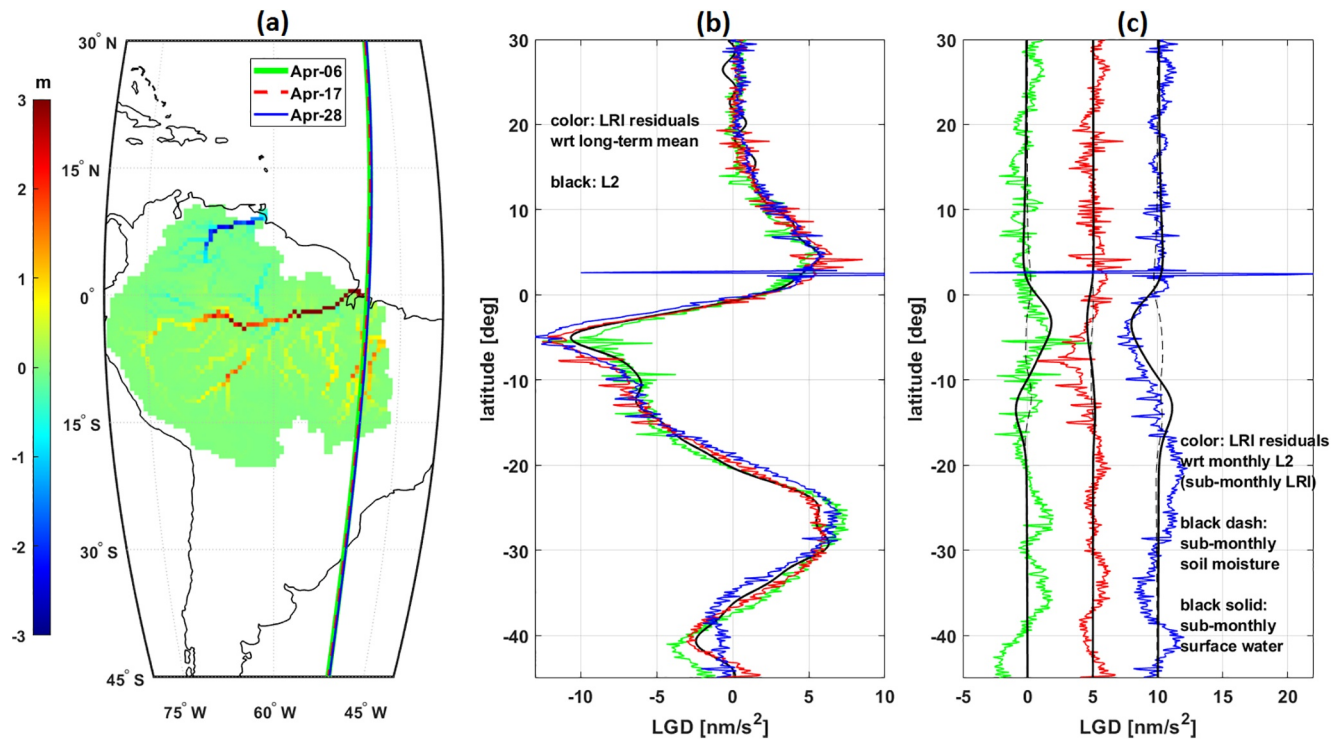 (a)
(b)
(c)
30° N
15° N
0°
15° S
30° S
45° S
75° W
60° W
45° W
m
3
2
1
0
-1
-2
-3
Apr-06
Apr-17
Apr-28
30
20
10
0
-10
-20
-30
-40
latitude [deg]
color: LRI residuals
wrt long-term mean
black: L2
-10
-5
0
5
10
LGD [nm/s²]
30
20
10
0
-10
-20
-30
-40
latitude [deg]
color: LRI residuals
wrt monthly L2
(sub-monthly LRI)
black dash:
sub-monthly
soil moisture
black solid:
sub-monthly
surface water
-5
0
5
10
15
20
LGD [nm/s²]